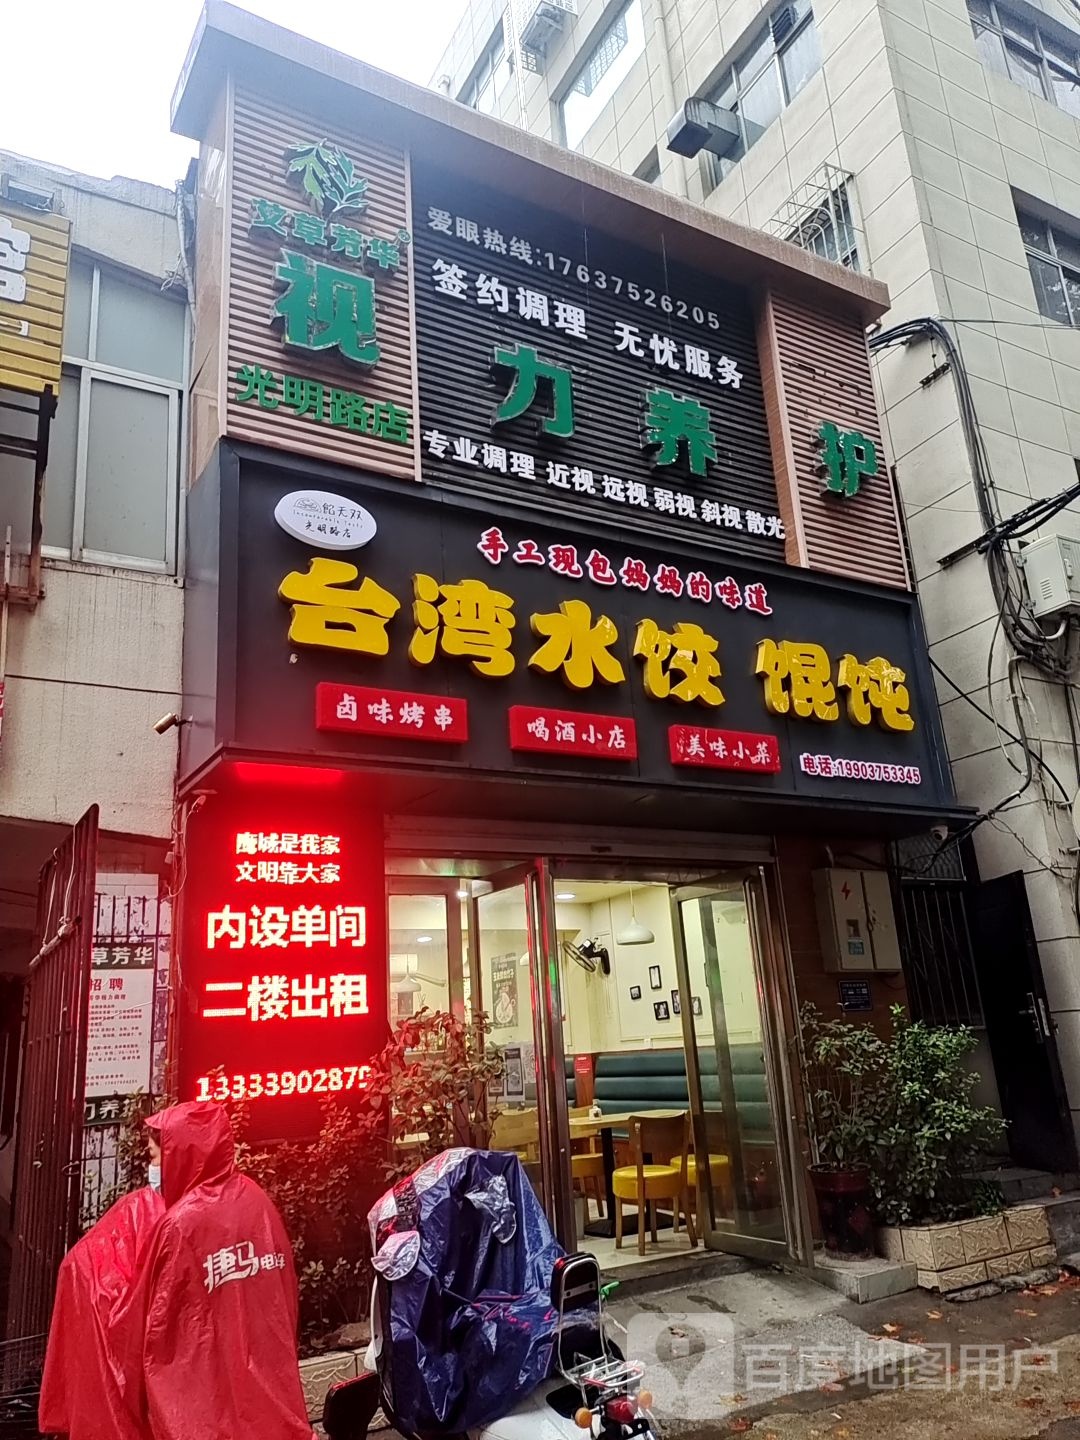 艾草芳华®
视力养护
光明路店
爱眼热线:17637526205
签约调理 无忧服务
专业调理 近视 远视 弱视 斜视 散光
馅天双
Incomparable Taste
光明路店
手工现包妈妈的味道
台湾水饺 馄饨
卤味烤串
喝酒小店
美味小菜
电话:19903753345
鹰城是我家
文明靠大家
内设单间
二楼出租
13333902879
草芳华
招聘
力养
捷马电动车
百度地图用户